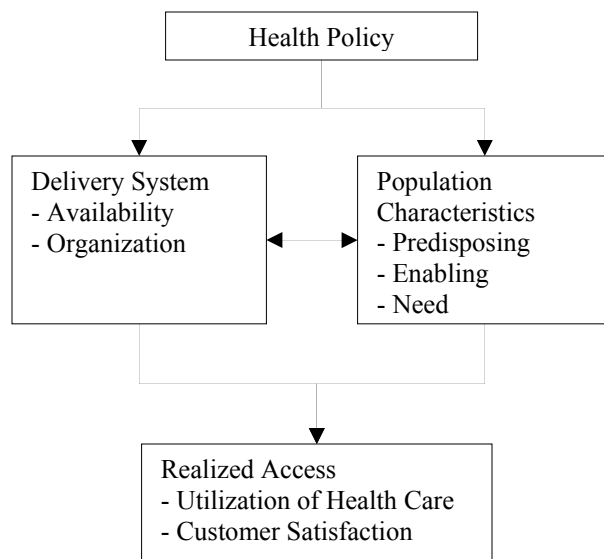 Health Policy
Delivery System
- Availability
- Organization
Population
Characteristics
- Predisposing
- Enabling
- Need
Realized Access
- Utilization of Health Care
- Customer Satisfaction